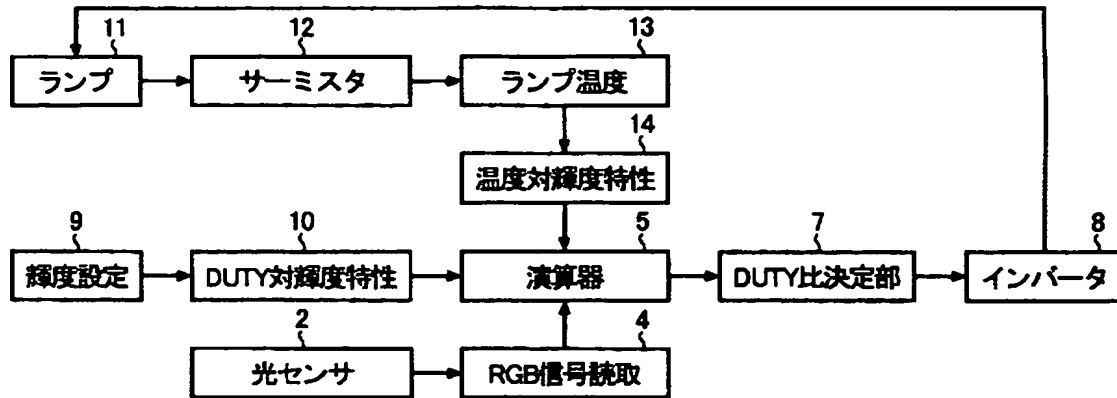 11
ランプ
12
サーミスタ
13
ランプ温度
14
温度対輝度特性
9
輝度設定
10
DUTY対輝度特性
5
演算器
7
DUTY比決定部
8
インバータ
2
光センサ
4
RGB信号読取